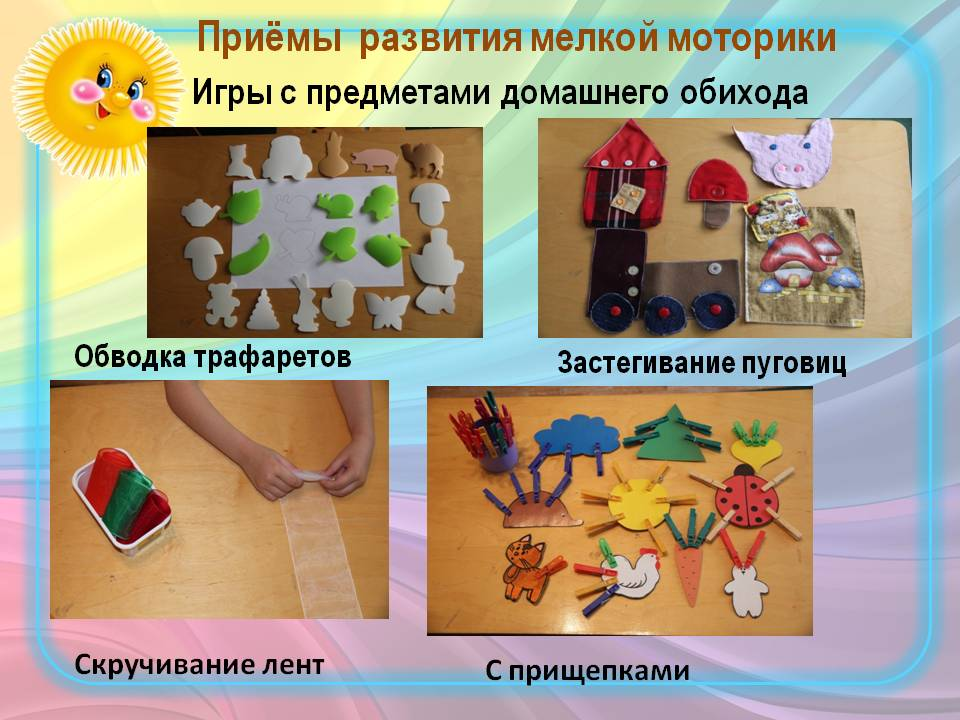 Приёмы развития мелкой моторики
Игры с предметами домашнего обихода
Обводка трафаретов
Застегивание пуговиц
Скручивание лент
С прищепками